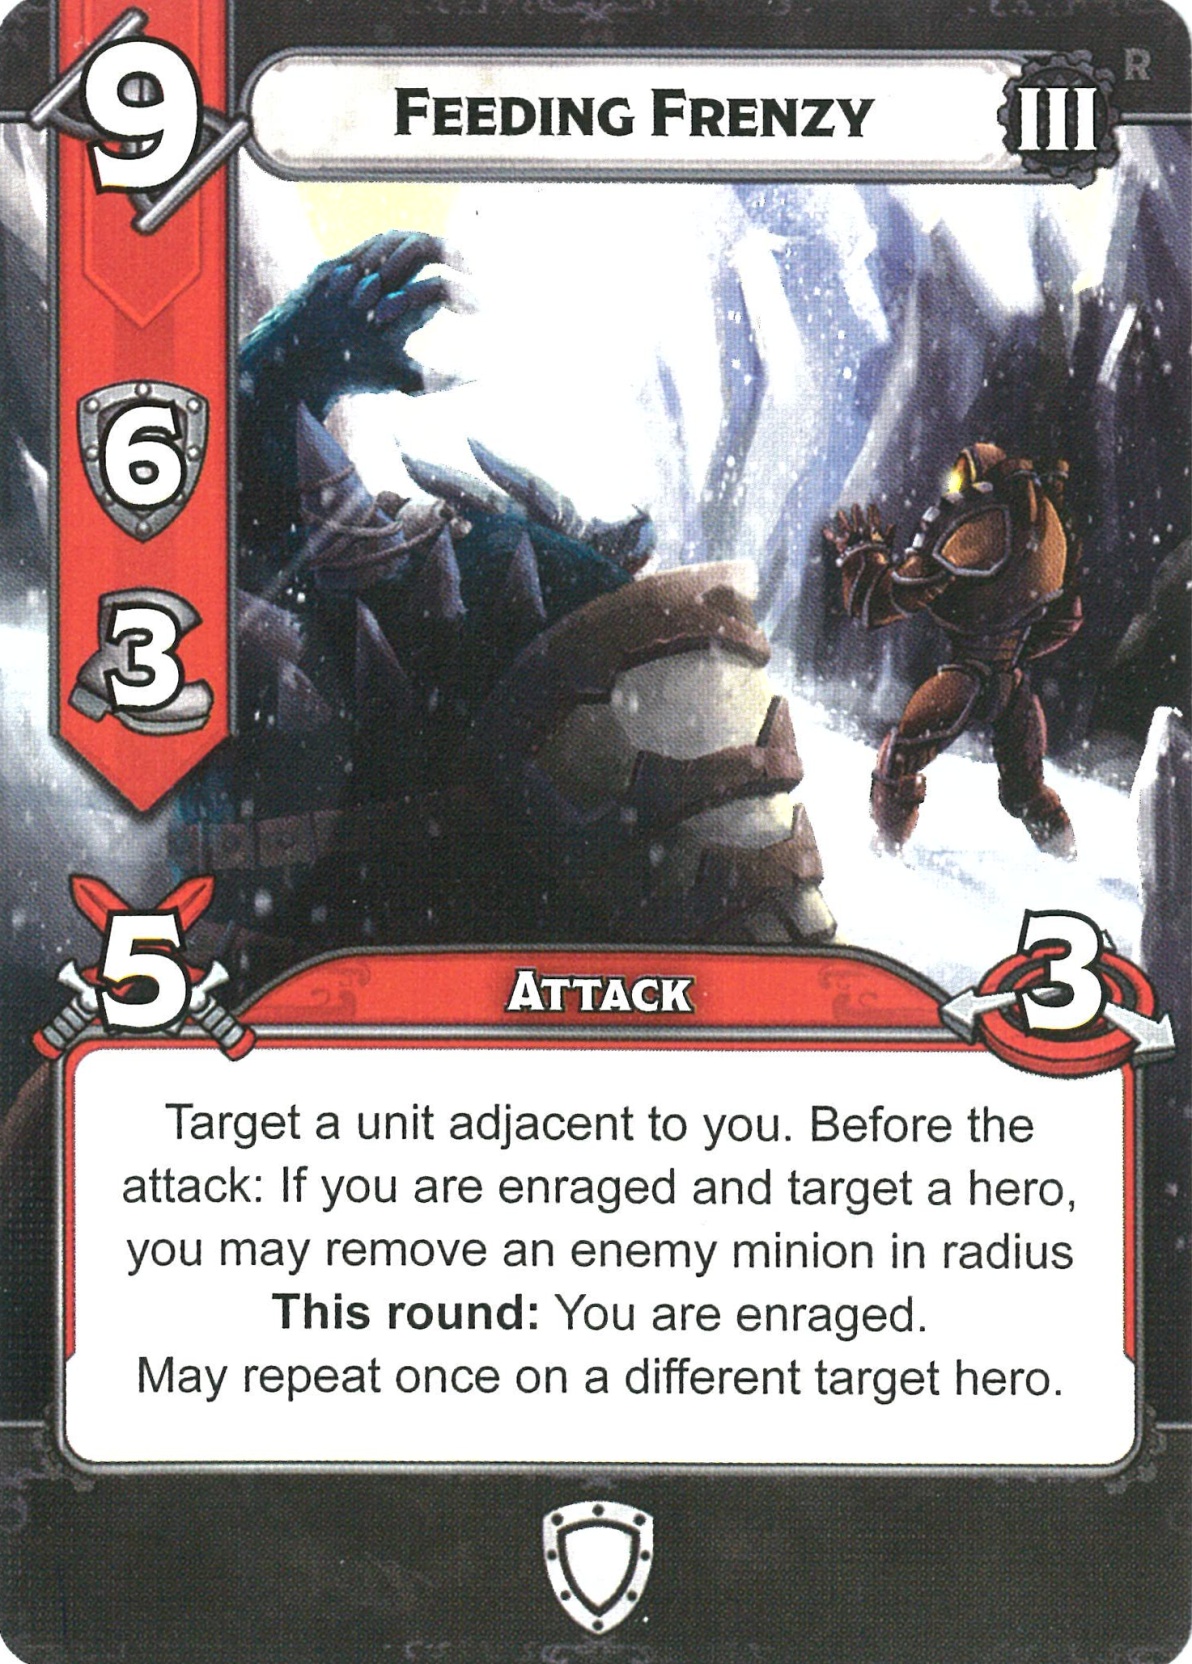 9
FEEDING FRENZY
III
R
6
3
5
ATTACK
3
Target a unit adjacent to you. Before the
attack: If you are enraged and target a hero,
you may remove an enemy minion in radius
This round: You are enraged.
May repeat once on a different target hero.